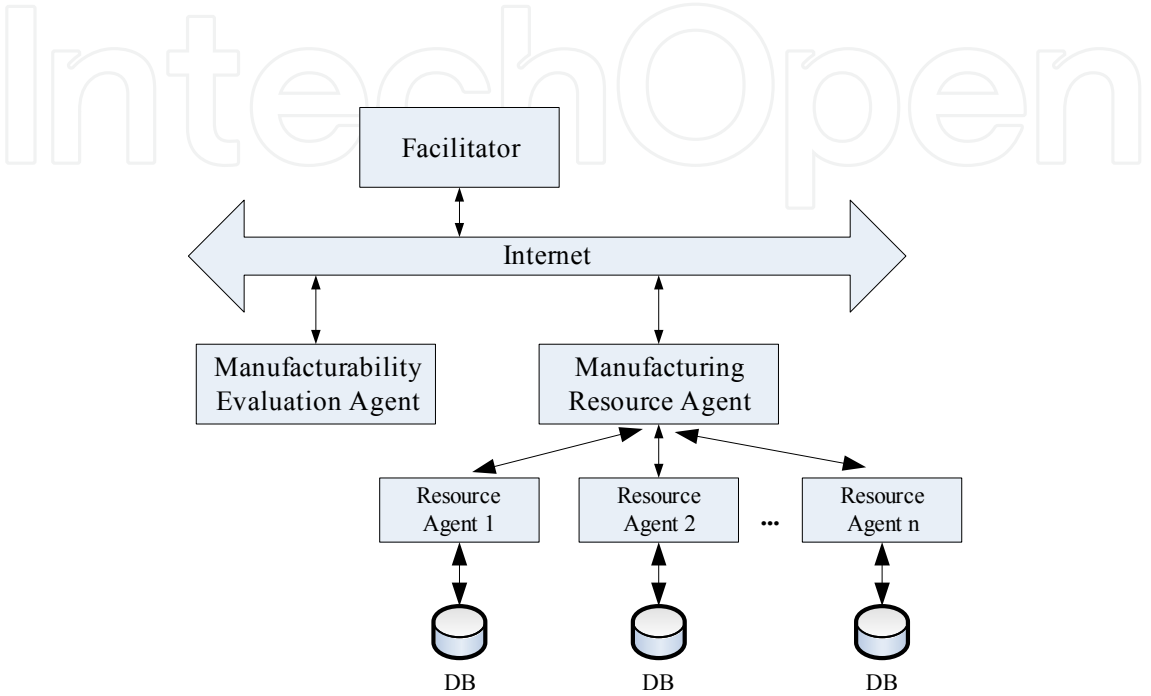 IntechOpen
Facilitator
Internet
Manufacturability
Evaluation Agent
Manufacturing
Resource Agent
Resource
Agent 1
Resource
Agent 2
...
Resource
Agent n
DB
DB
DB